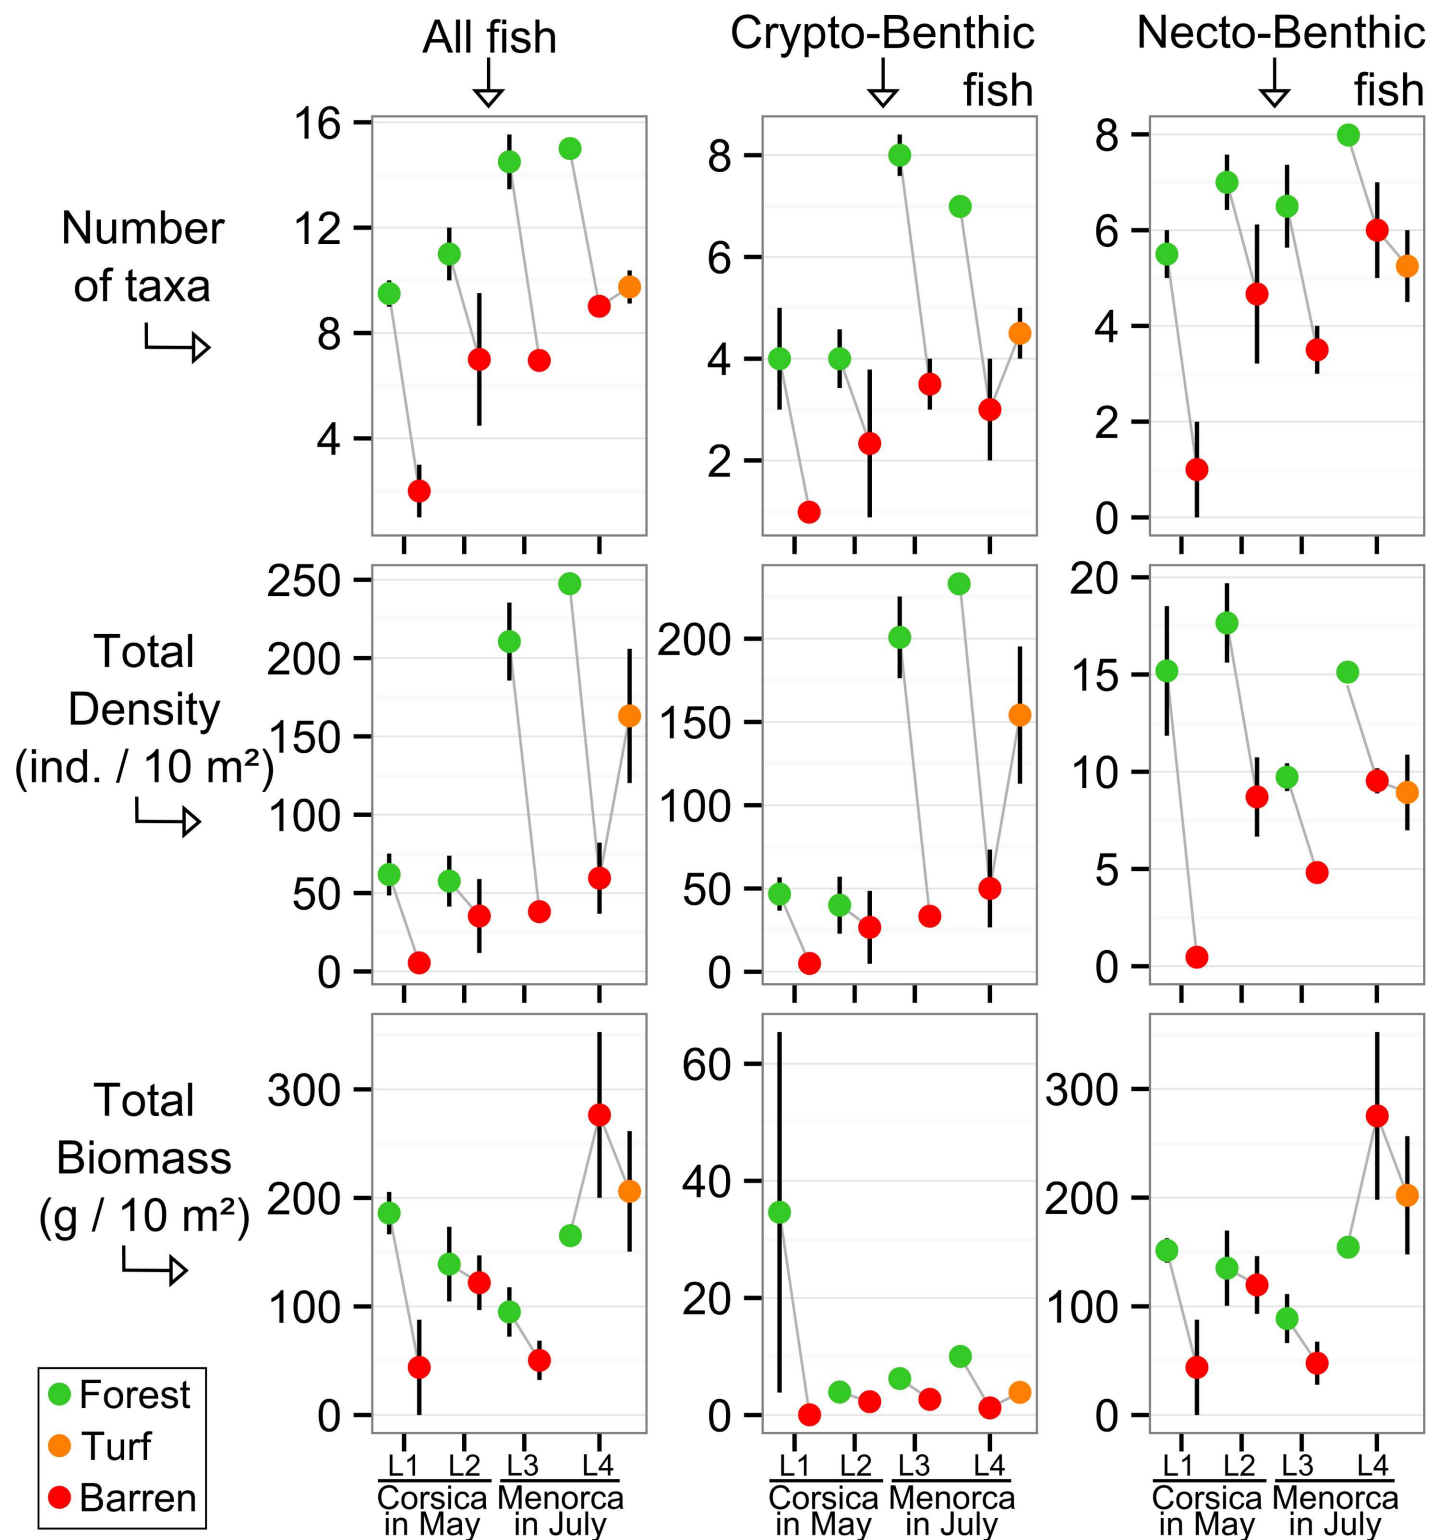 All fish
Crypto-Benthic
fish
Necto-Benthic
fish
Number
of taxa
16
12
8
4
8
6
4
2
8
6
4
2
0
Total
Density
(ind. / 10 m²)
250
200
150
100
50
0
200
150
100
50
0
20
15
10
5
0
Total
Biomass
(g / 10 m²)
300
200
100
0
60
40
20
0
300
200
100
0
Forest
Turf
Barren
L1 L2 L3 L4
Corsica Menorca
in May in July
L1 L2 L3 L4
Corsica Menorca
in May in July
L1 L2 L3 L4
Corsica Menorca
in May in July